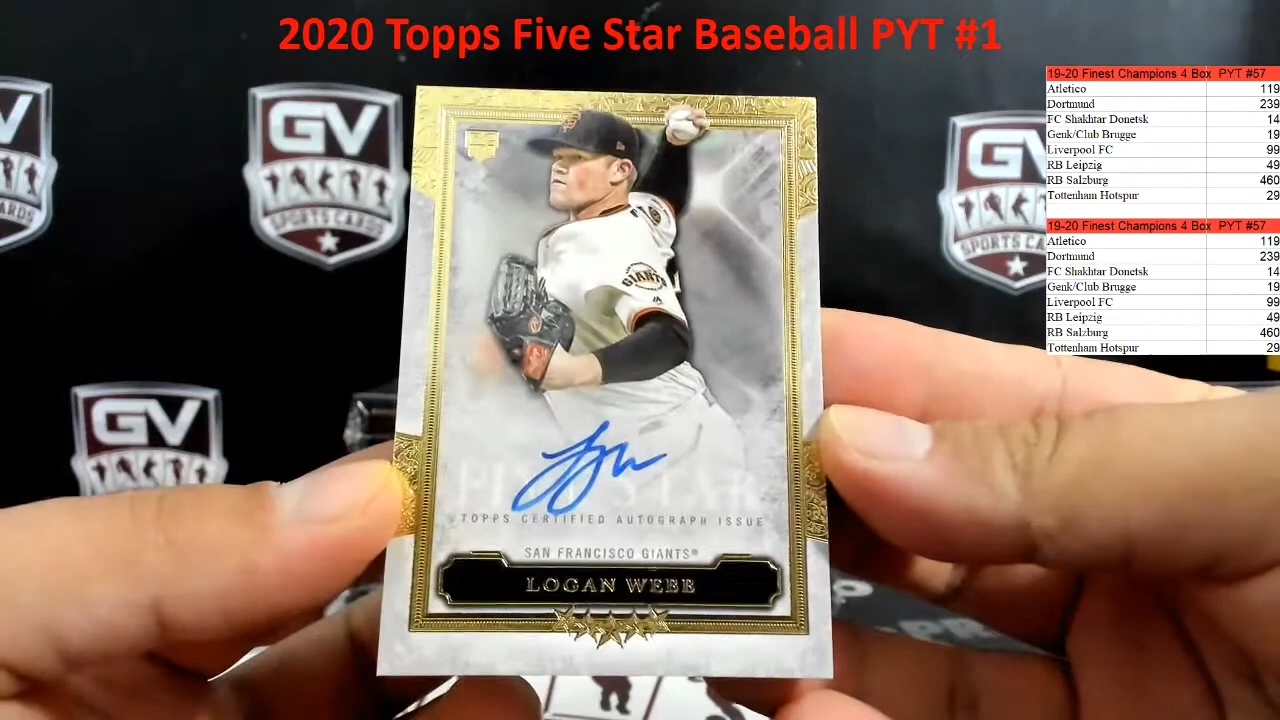 2020 Topps Five Star Baseball PYT #1
19-20 Finest Champions 4 Box PYT #57
Atletico 119
Dortmund 239
FC Shakhtar Donetsk 14
Genk/Club Brugge 19
Liverpool FC 99
RB Leipzig 49
RB Salzburg 460
Tottenham Hotspur 29
19-20 Finest Champions 4 Box PYT #57
Atletico 119
Dortmund 239
FC Shakhtar Donetsk 14
Genk/Club Brugge 19
Liverpool FC 99
RB Leipzig 49
RB Salzburg 460
Tottenham Hotspur 29
GV
SPORTS CARDS
GV
SPORTS CA
V
CARDS
GV
GIANTS
FIVE STAR
TOPPS CERTIFIED AUTOGRAPH ISSUE
SAN FRANCISCO GIANTS®
LOGAN WEBB